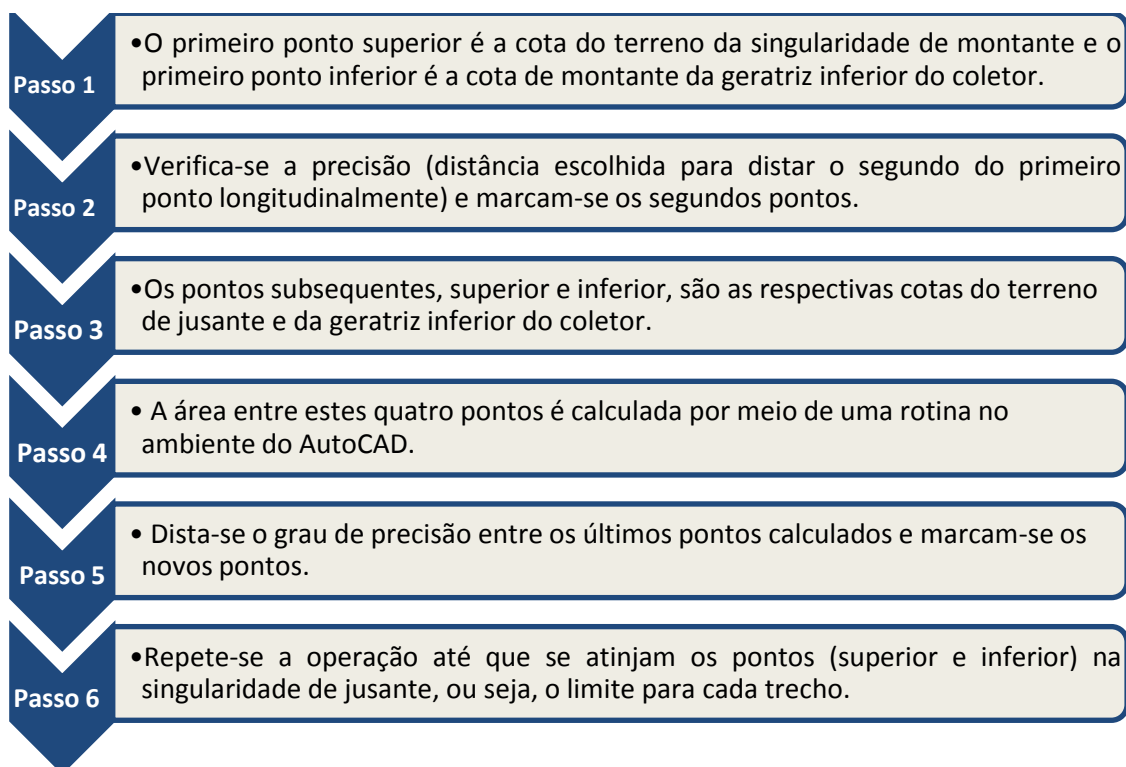 Passo 1
•O primeiro ponto superior é a cota do terreno da singularidade de montante e o
primeiro ponto inferior é a cota de montante da geratriz inferior do coletor.
Passo 2
•Verifica-se a precisão (distância escolhida para distar o segundo do primeiro
ponto longitudinalmente) e marcam-se os segundos pontos.
Passo 3
•Os pontos subsequentes, superior e inferior, são as respectivas cotas do terreno
de jusante e da geratriz inferior do coletor.
Passo 4
• A área entre estes quatro pontos é calculada por meio de uma rotina no
ambiente do AutoCAD.
Passo 5
• Dista-se o grau de precisão entre os últimos pontos calculados e marcam-se os
novos pontos.
Passo 6
•Repete-se a operação até que se atinjam os pontos (superior e inferior) na
singularidade de jusante, ou seja, o limite para cada trecho.